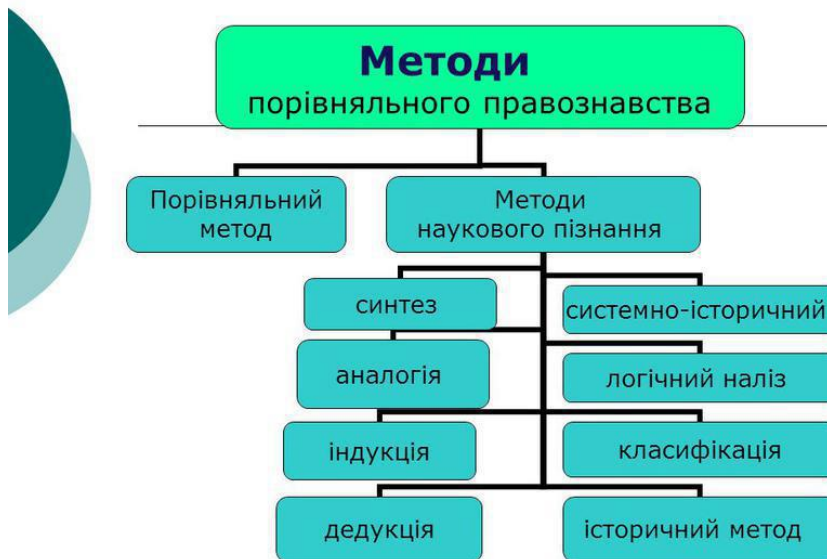 Методи
порівняльного правознавства
Порівняльний
метод
Методи
наукового пізнання
синтез
системно-історичний
аналогія
логічний наліз
індукція
класифікація
дедукція
історичний метод